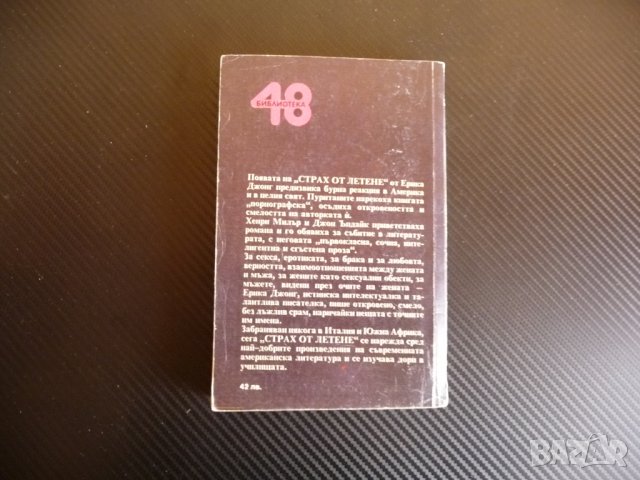 48
БИБЛИОТЕКА
Появата на „СТРАХ ОТ ЛЕТЕНЕ" от Ерика
Джонг предизвика бурна реакция в Америка
и в целия свят. Пуританите нарекоха книгата
„порнографска", осъдиха откровеността и
смелостта на авторката ѝ.
Хенри Милър и Джон Ъпдайк приветстваха
романа и го обявиха за събитие в литерату-
рата, с неговата „първокласна, сочна, инте-
лигентна и сгъстена проза".
За секса, еротиката, за брака и за любовта,
верността, взаимоотношенията между жената
и мъжа, за жените като сексуални обекти, за
мъжете, видени през очите на жената –
Ерика Джонг, истинска интелектуалка и та-
лантлива писателка, пише откровено, смело,
без лъжлив срам, наричайки нещата с точните
им имена.
Забраняван някога в Италия и Южна Африка,
сега „СТРАХ ОТ ЛЕТЕНЕ" се нарежда сред
най-добрите произведения на съвременната
американска литература и се изучава дори в
училищата.
42 лв.
BAZAR